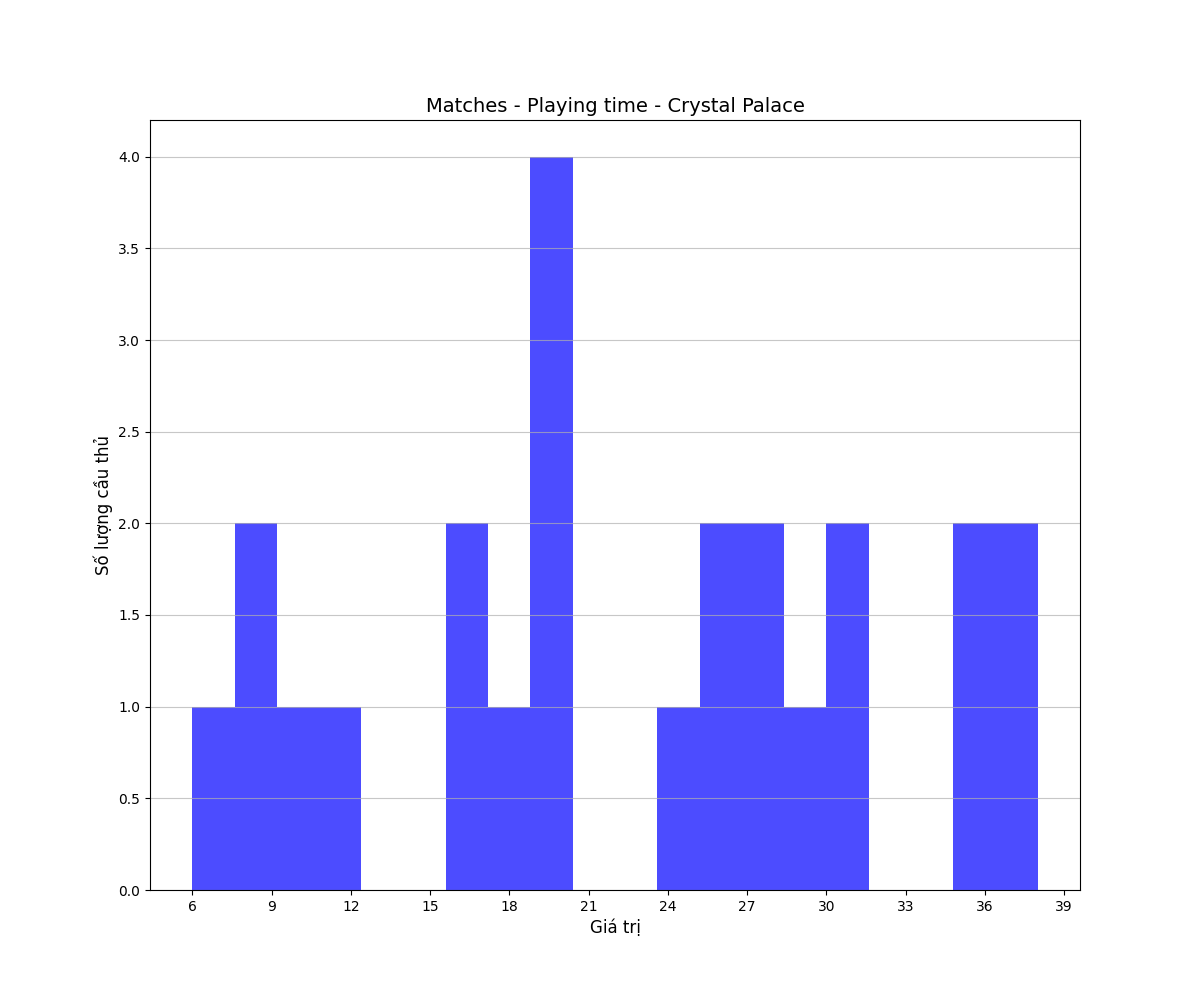 Matches - Playing time - Crystal Palace
Số lượng cầu thủ
4.0
3.5
3.0
2.5
2.0
1.5
1.0
0.5
0.0
6 9 12 15 18 21 24 27 30 33 36 39
Giá trị